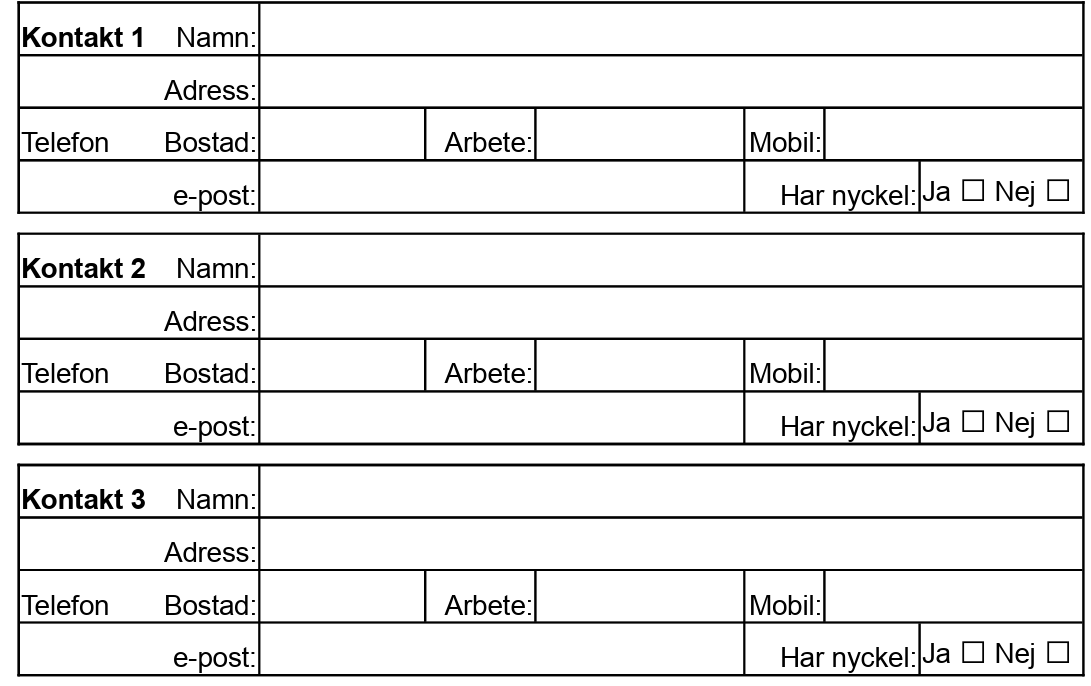 Kontakt 1 Namn:
Adress:
Telefon Bostad: Arbete: Mobil:
e-post: Har nyckel: Ja ☐ Nej ☐
Kontakt 2 Namn:
Adress:
Telefon Bostad: Arbete: Mobil:
e-post: Har nyckel: Ja ☐ Nej ☐
Kontakt 3 Namn:
Adress:
Telefon Bostad: Arbete: Mobil:
e-post: Har nyckel: Ja ☐ Nej ☐